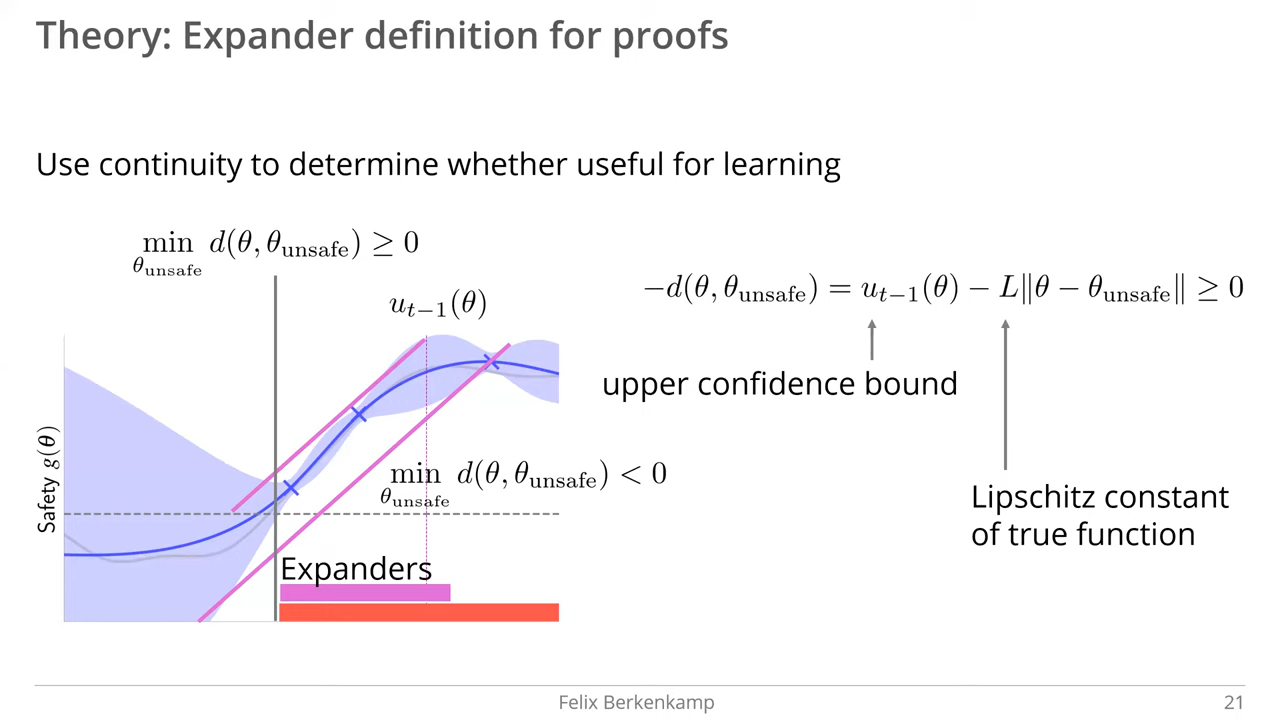 Theory: Expander definition for proofs
Use continuity to determine whether useful for learning
min d(θ, θ_unsafe) ≥ 0
θ_unsafe
u_{t−1}(θ)
−d(θ, θ_unsafe) = u_{t−1}(θ) − L‖θ − θ_unsafe‖ ≥ 0
upper confidence bound
Safety g(θ)
min d(θ, θ_unsafe) < 0
θ_unsafe
Lipschitz constant
of true function
Expanders
Felix Berkenkamp
21